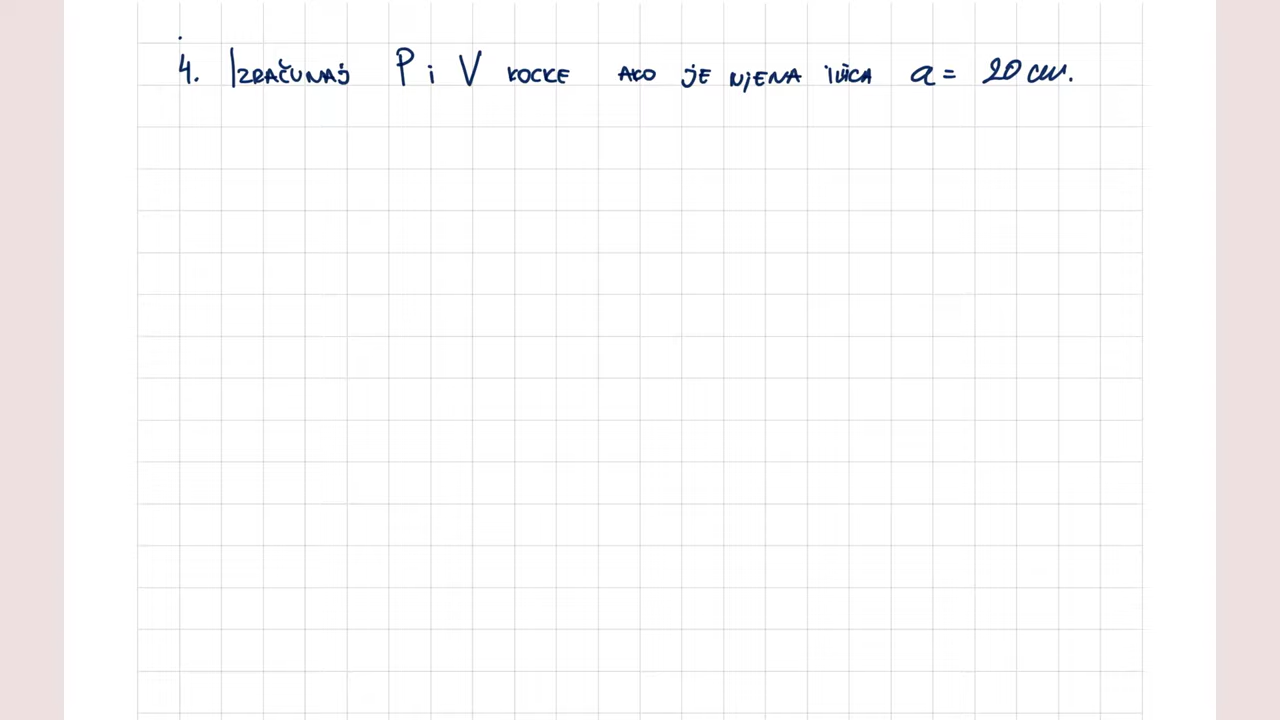 4. IZRAČUNAJ P i V KOCKE AKO JE NJENA IVICA a = 20 cm.